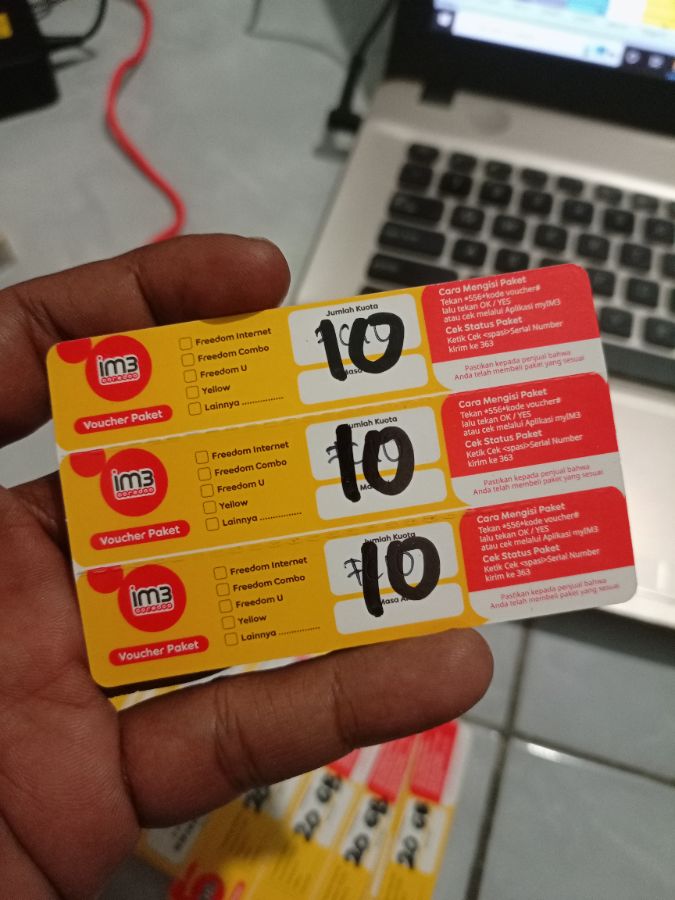 im3
ooredoo
Voucher Paket
Freedom Internet
Freedom Combo
Freedom U
Yellow
Lainnya ................
Jumlah Kuota
10
Masa
Cara Mengisi Paket
Tekan *556*kode voucher#
lalu tekan OK / YES
atau cek melalui Aplikasi myIM3
Cek Status Paket
Ketik Cek <spasi>Serial Number
kirim ke 363
Pastikan kepada penjual bahwa
Anda telah membeli paket yang sesuai
im3
ooredoo
Voucher Paket
Freedom Internet
Freedom Combo
Freedom U
Yellow
Lainnya ................
Jumlah Kuota
10
Cara Mengisi Paket
Tekan *556*kode voucher#
lalu tekan OK / YES
atau cek melalui Aplikasi myIM3
Cek Status Paket
Ketik Cek <spasi>Serial Number
kirim ke 363
Pastikan kepada penjual bahwa
Anda telah membeli paket yang sesuai
im3
ooredoo
Voucher Paket
Freedom Internet
Freedom Combo
Freedom U
Yellow
Lainnya ................
Jumlah Kuota
10
Masa
Cara Mengisi Paket
Tekan *556*kode voucher#
lalu tekan OK / YES
atau cek melalui Aplikasi myIM3
Cek Status Paket
Ketik Cek <spasi>Serial Number
kirim ke 363
Pastikan kepada penjual bahwa
Anda telah membeli paket yang sesuai
20 GB
20 GB
20 GB